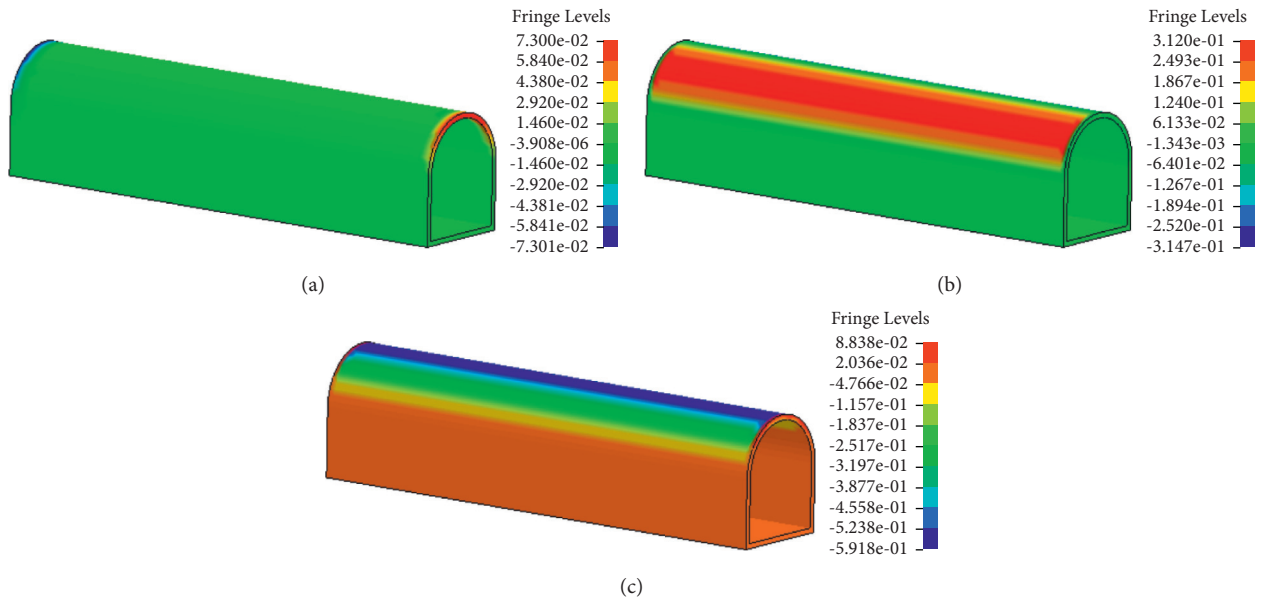 Fringe Levels
7.300e-02
5.840e-02
4.380e-02
2.920e-02
1.460e-02
-3.908e-06
-1.460e-02
-2.920e-02
-4.381e-02
-5.841e-02
-7.301e-02
(a)
Fringe Levels
3.120e-01
2.493e-01
1.867e-01
1.240e-01
6.133e-02
-1.343e-03
-6.401e-02
-1.267e-01
-1.894e-01
-2.520e-01
-3.147e-01
(b)
Fringe Levels
8.838e-02
2.036e-02
-4.766e-02
-1.157e-01
-1.837e-01
-2.517e-01
-3.197e-01
-3.877e-01
-4.558e-01
-5.238e-01
-5.918e-01
(c)